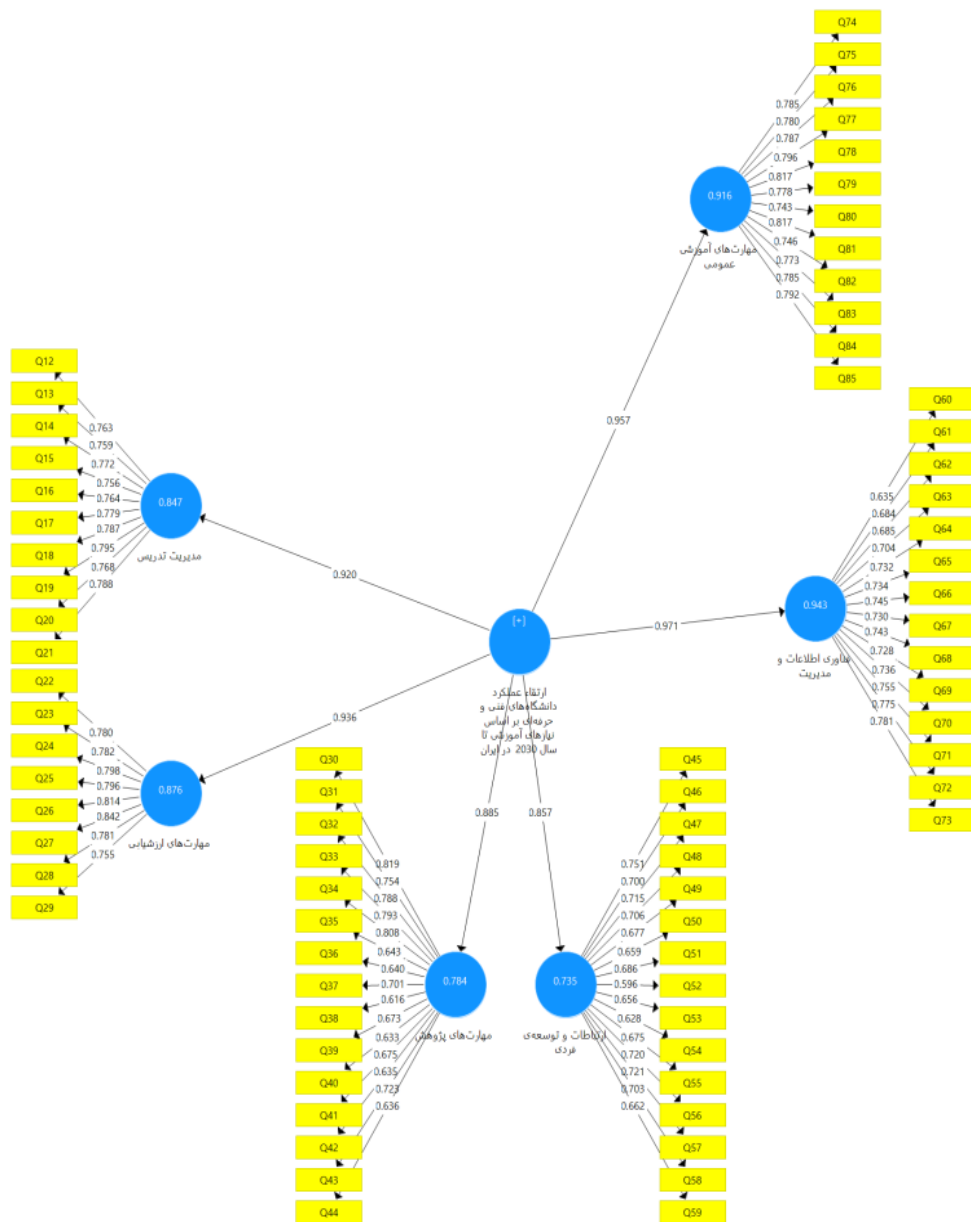 Q74
Q75
Q76
Q77
Q78
Q79
Q80
Q81
Q82
Q83
Q84
Q85
0.785
0.780
0.787
0.796
0.817
0.778
0.743
0.817
0.746
0.773
0.785
0.792
0.916
مهارت‌های آموزشی
عمومی
0.957
Q12
Q13
Q14
Q15
Q16
Q17
Q18
Q19
Q20
Q21
0.763
0.759
0.772
0.756
0.764
0.779
0.787
0.795
0.768
0.788
0.847
مدیریت تدریس
0.920
Q60
Q61
Q62
Q63
Q64
Q65
Q66
Q67
Q68
Q69
Q70
Q71
Q72
Q73
0.635
0.684
0.685
0.704
0.732
0.734
0.745
0.730
0.743
0.728
0.736
0.755
0.775
0.781
0.943
فناوری اطلاعات و
مدیریت
0.971
[+]
ارتقاء عملکرد
دانشگاه‌های فنی و
حرفه‌ای بر اساس
نیازهای آموزشی تا
سال 2030 در ایران
0.936
Q22
Q23
Q24
Q25
Q26
Q27
Q28
Q29
0.780
0.782
0.798
0.796
0.814
0.842
0.781
0.755
0.876
مهارت‌های ارزشیابی
0.885
0.857
Q30
Q31
Q32
Q33
Q34
Q35
Q36
Q37
Q38
Q39
Q40
Q41
Q42
Q43
Q44
0.819
0.754
0.788
0.793
0.808
0.643
0.640
0.701
0.616
0.673
0.633
0.675
0.635
0.723
0.636
0.784
مهارت‌های پژوهش
Q45
Q46
Q47
Q48
Q49
Q50
Q51
Q52
Q53
Q54
Q55
Q56
Q57
Q58
Q59
0.751
0.700
0.715
0.706
0.677
0.659
0.686
0.596
0.656
0.628
0.675
0.720
0.721
0.703
0.662
0.735
ارتباطات و توسعه‌ی
فردی